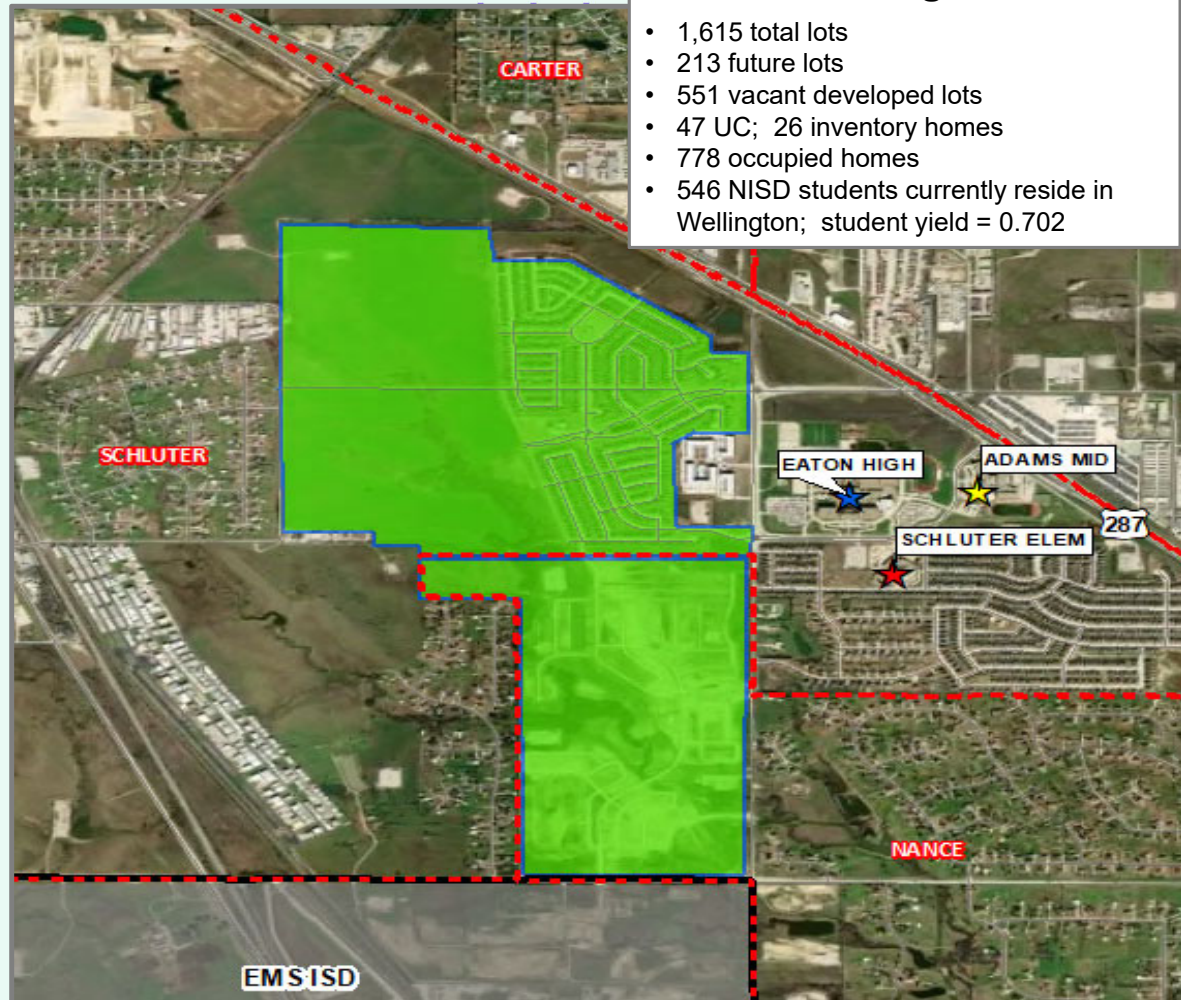 • 1,615 total lots
• 213 future lots
• 551 vacant developed lots
• 47 UC; 26 inventory homes
• 778 occupied homes
• 546 NISD students currently reside in
Wellington; student yield = 0.702
CARTER
SCHLUTER
EATON HIGH
ADAMS MID
287
SCHLUTER ELEM
NANCE
EMS ISD